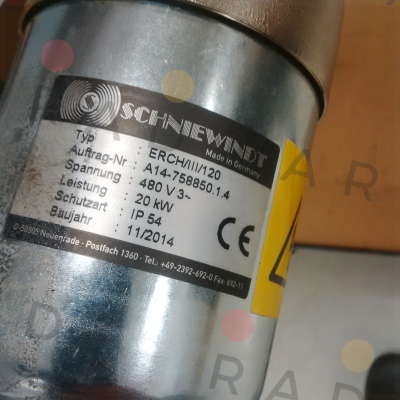 SCHNIEWINDT
Made in Germany
Typ : ERCH/III/120
Auftrag-Nr : A14-758850.1.4
Spannung : 480 V 3~
Leistung : 20 kW
Schutzart : IP 54
Baujahr : 11/2014
CE
D-58805 Neuenrade · Postfach 1360 · Tel.: +49-2392-692-0 Fax 692-11